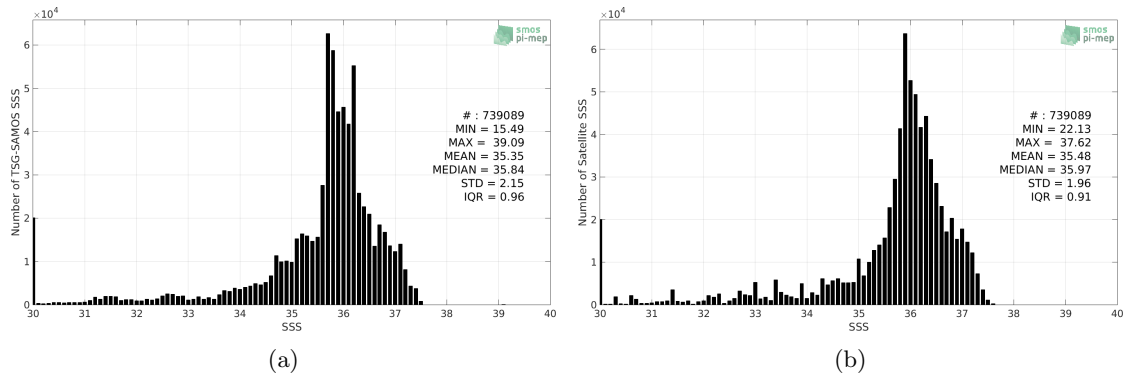 ×10⁴
smos
pi-mep
Number of TSG-SAMOS SSS
6
5
4
3
2
1
0
# : 739089
MIN = 15.49
MAX = 39.09
MEAN = 35.35
MEDIAN = 35.84
STD = 2.15
IQR = 0.96
30 31 32 33 34 35 36 37 38 39 40
SSS
(a)
×10⁴
smos
pi-mep
Number of Satellite SSS
6
5
4
3
2
1
0
# : 739089
MIN = 22.13
MAX = 37.62
MEAN = 35.48
MEDIAN = 35.97
STD = 1.96
IQR = 0.91
30 31 32 33 34 35 36 37 38 39 40
SSS
(b)